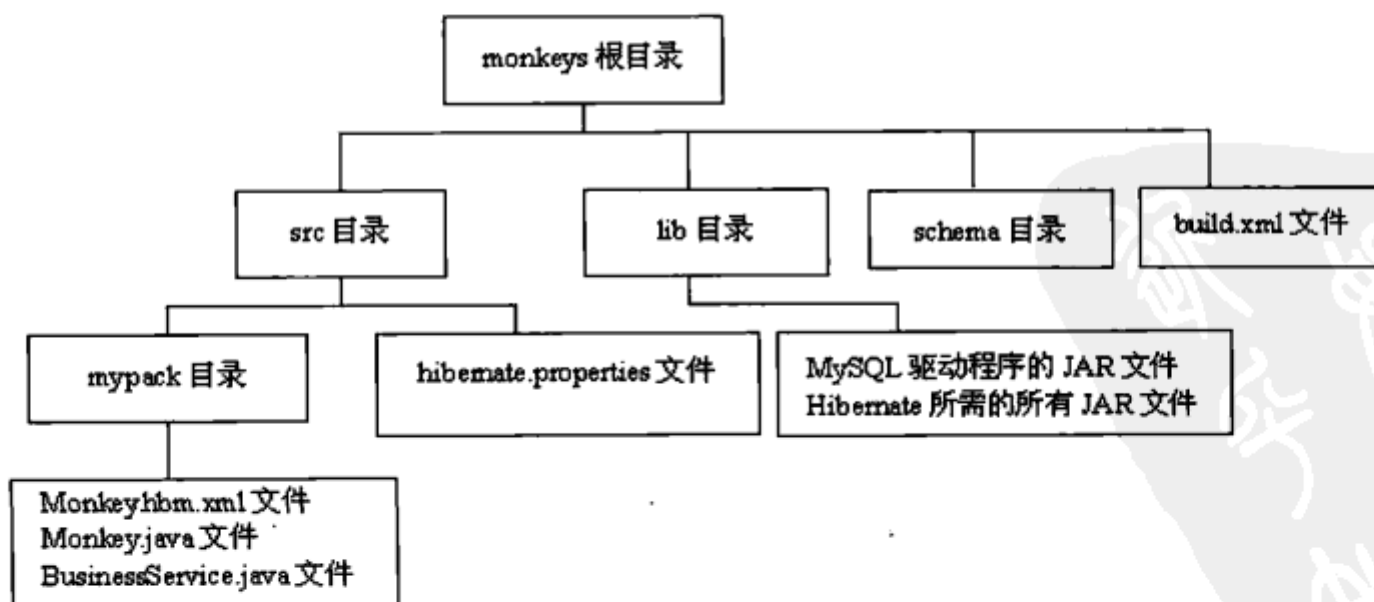 monkeys 根目录
src 目录
lib 目录
schema 目录
build.xml 文件
mypack 目录
hibernate.properties 文件
MySQL 驱动程序的 JAR 文件
Hibernate 所需的所有 JAR 文件
Monkey.hbm.xml 文件
Monkey.java 文件
BusinessService.java 文件